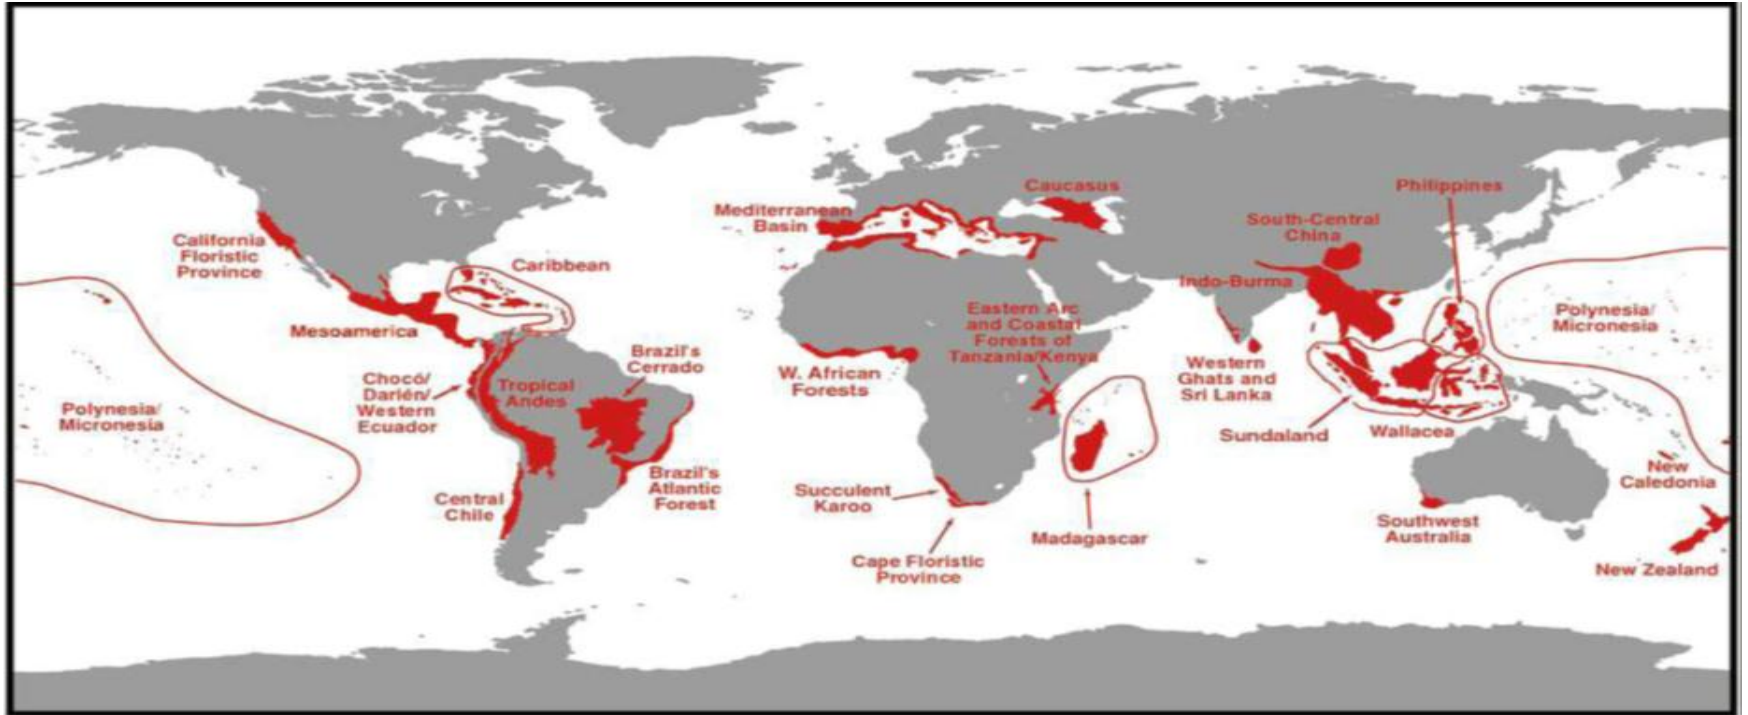 Caucasus
Philippines
Mediterranean
Basin
South-Central
China
California
Floristic
Province
Caribbean
Indo-Burma
Eastern Arc
and Coastal
Forests of
Tanzania/Kenya
Polynesia/
Micronesia
Mesoamerica
Brazil's
Cerrado
W. African
Forests
Western
Ghats and
Sri Lanka
Chocó/
Darién/
Western
Ecuador
Tropical
Andes
Polynesia/
Micronesia
Sundaland
Wallacea
Brazil's
Atlantic
Forest
New
Caledonia
Central
Chile
Succulent
Karoo
Madagascar
Southwest
Australia
Cape Floristic
Province
New Zealand